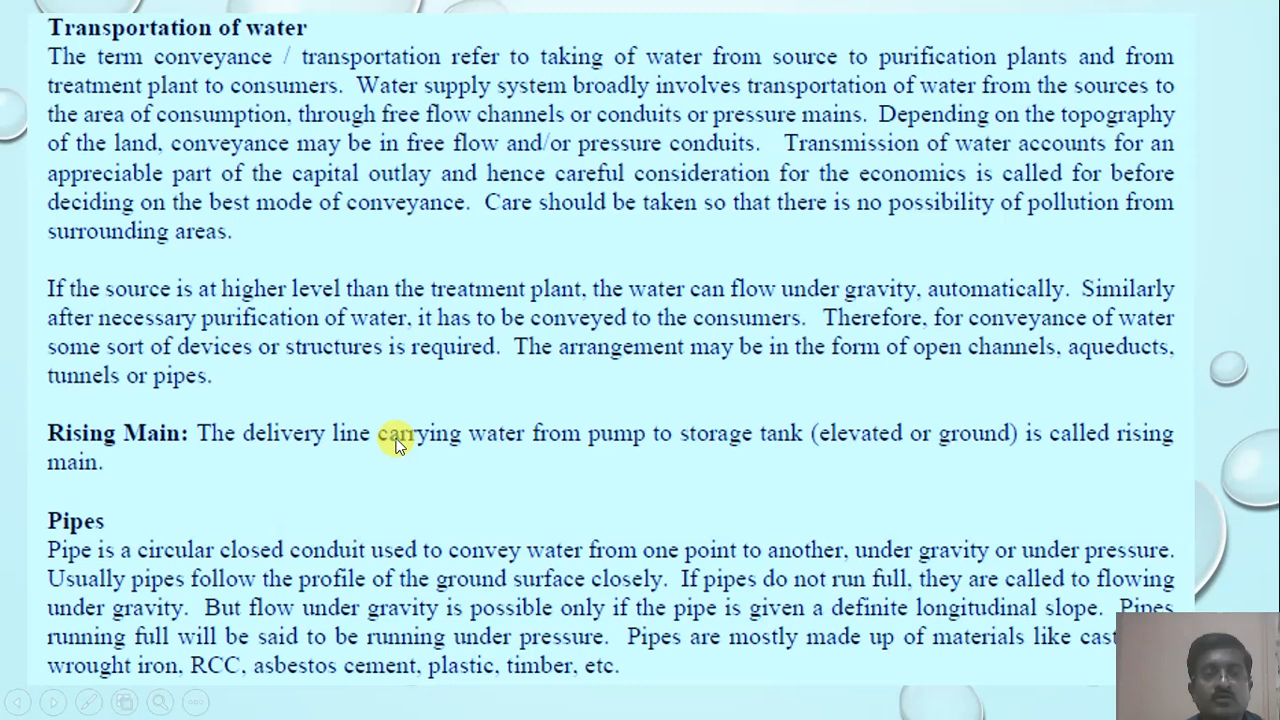 Transportation of water
The term conveyance / transportation refer to taking of water from source to purification plants and from
treatment plant to consumers. Water supply system broadly involves transportation of water from the sources to
the area of consumption, through free flow channels or conduits or pressure mains. Depending on the topography
of the land, conveyance may be in free flow and/or pressure conduits. Transmission of water accounts for an
appreciable part of the capital outlay and hence careful consideration for the economics is called for before
deciding on the best mode of conveyance. Care should be taken so that there is no possibility of pollution from
surrounding areas.
If the source is at higher level than the treatment plant, the water can flow under gravity, automatically. Similarly
after necessary purification of water, it has to be conveyed to the consumers. Therefore, for conveyance of water
some sort of devices or structures is required. The arrangement may be in the form of open channels, aqueducts,
tunnels or pipes.
Rising Main: The delivery line carrying water from pump to storage tank (elevated or ground) is called rising
main.
Pipes
Pipe is a circular closed conduit used to convey water from one point to another, under gravity or under pressure.
Usually pipes follow the profile of the ground surface closely. If pipes do not run full, they are called to flowing
under gravity. But flow under gravity is possible only if the pipe is given a definite longitudinal slope. Pipes
running full will be said to be running under pressure. Pipes are mostly made up of materials like cast
wrought iron, RCC, asbestos cement, plastic, timber, etc.